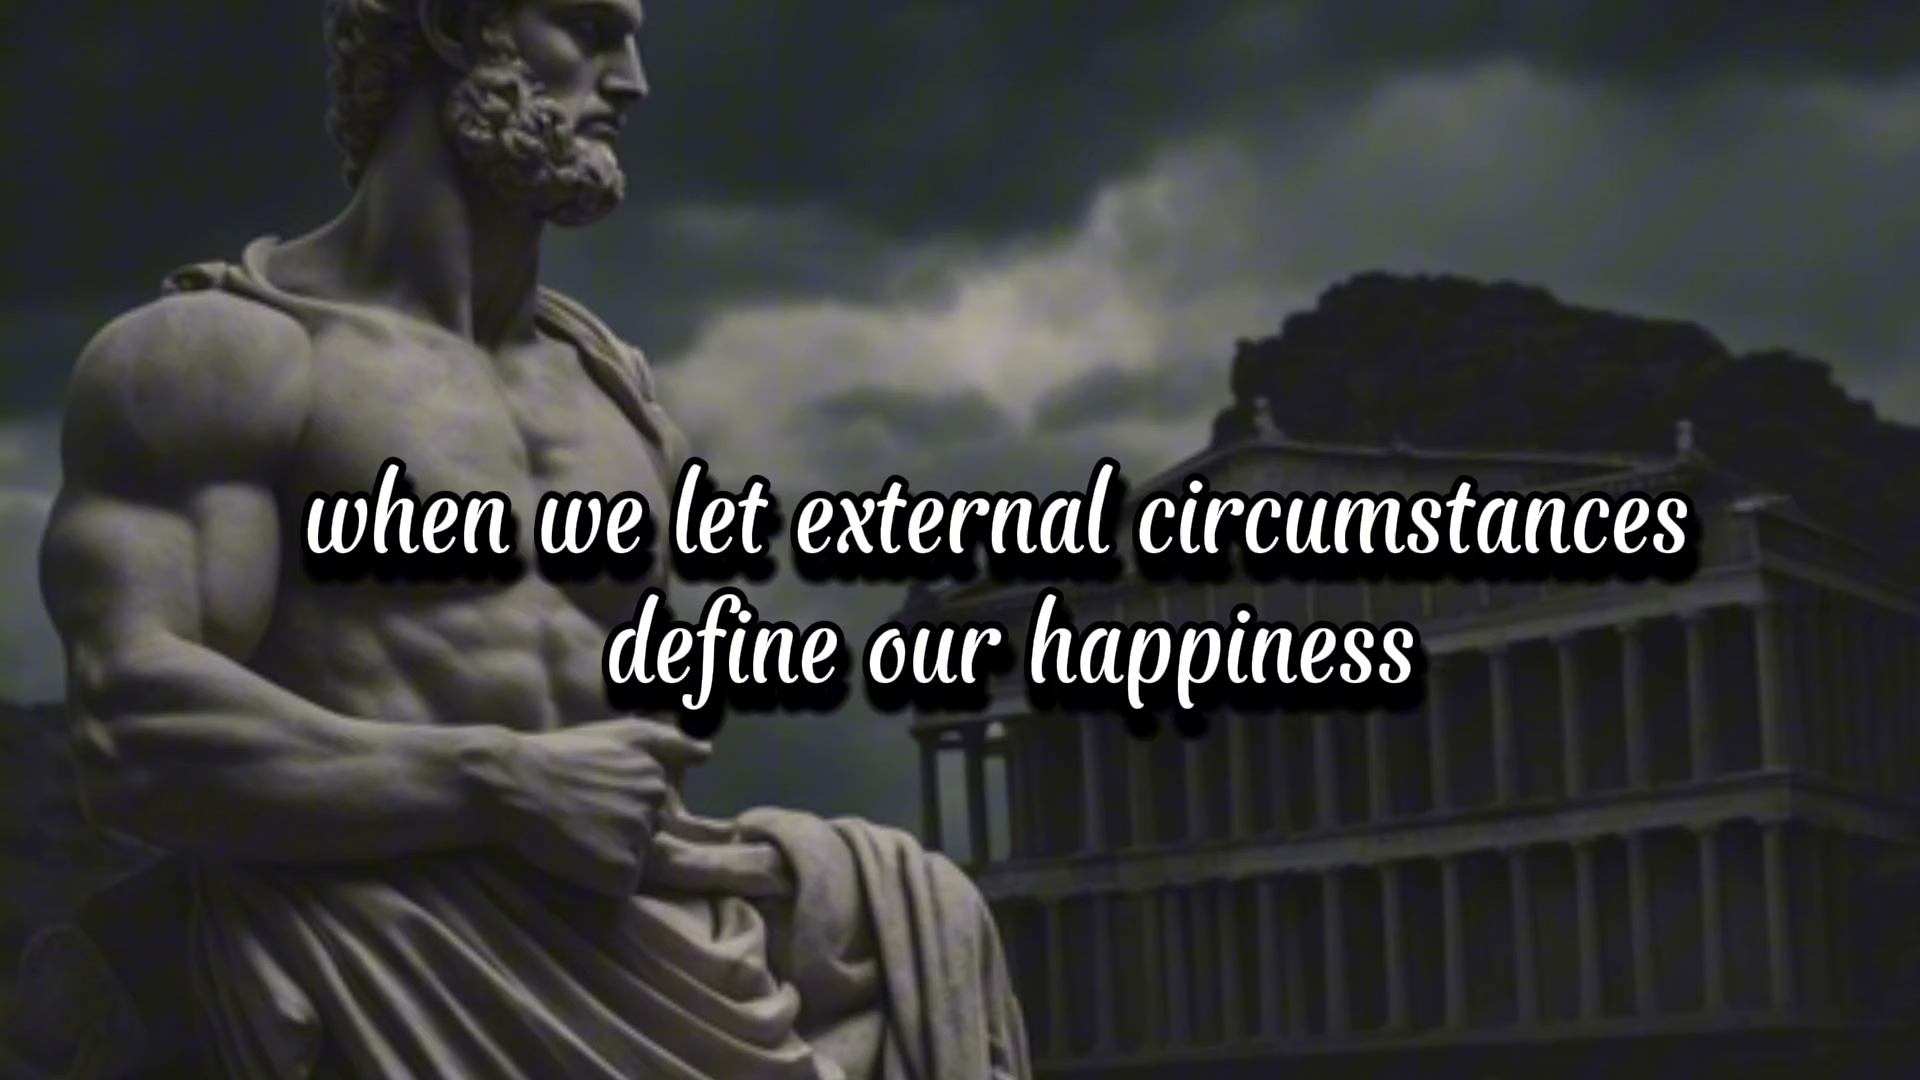 when we let external circumstances
define our happiness